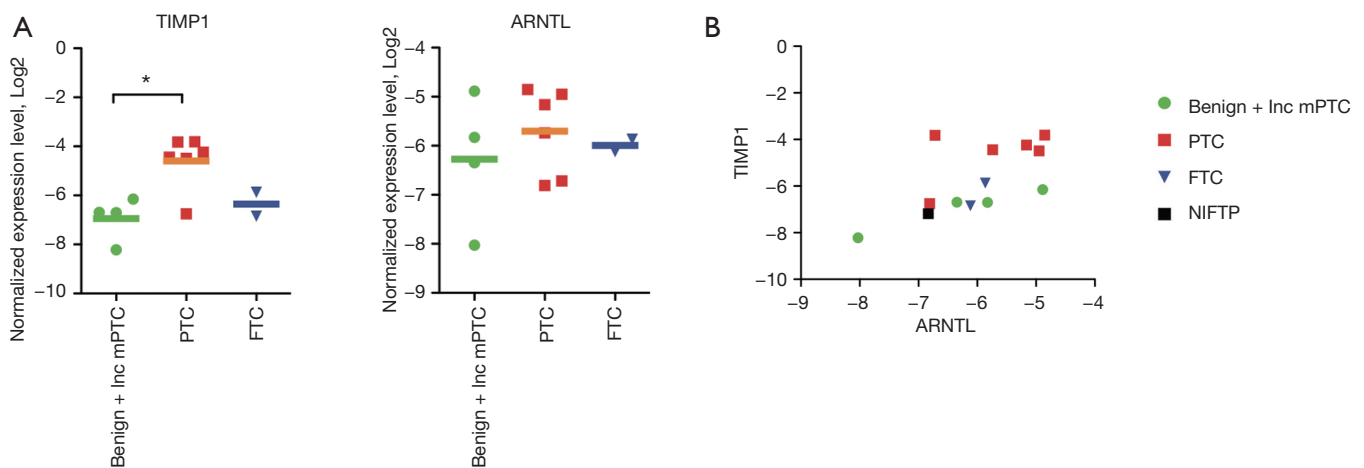 A
TIMP1
Normalized expression level, Log2
0
−2
−4
−6
−8
−10
*
Benign + Inc mPTC
PTC
FTC
ARNTL
Normalized expression level, Log2
−4
−5
−6
−7
−8
−9
Benign + Inc mPTC
PTC
FTC
B
TIMP1
0
−2
−4
−6
−8
−10
−9 −8 −7 −6 −5 −4
ARNTL
Benign + Inc mPTC
PTC
FTC
NIFTP